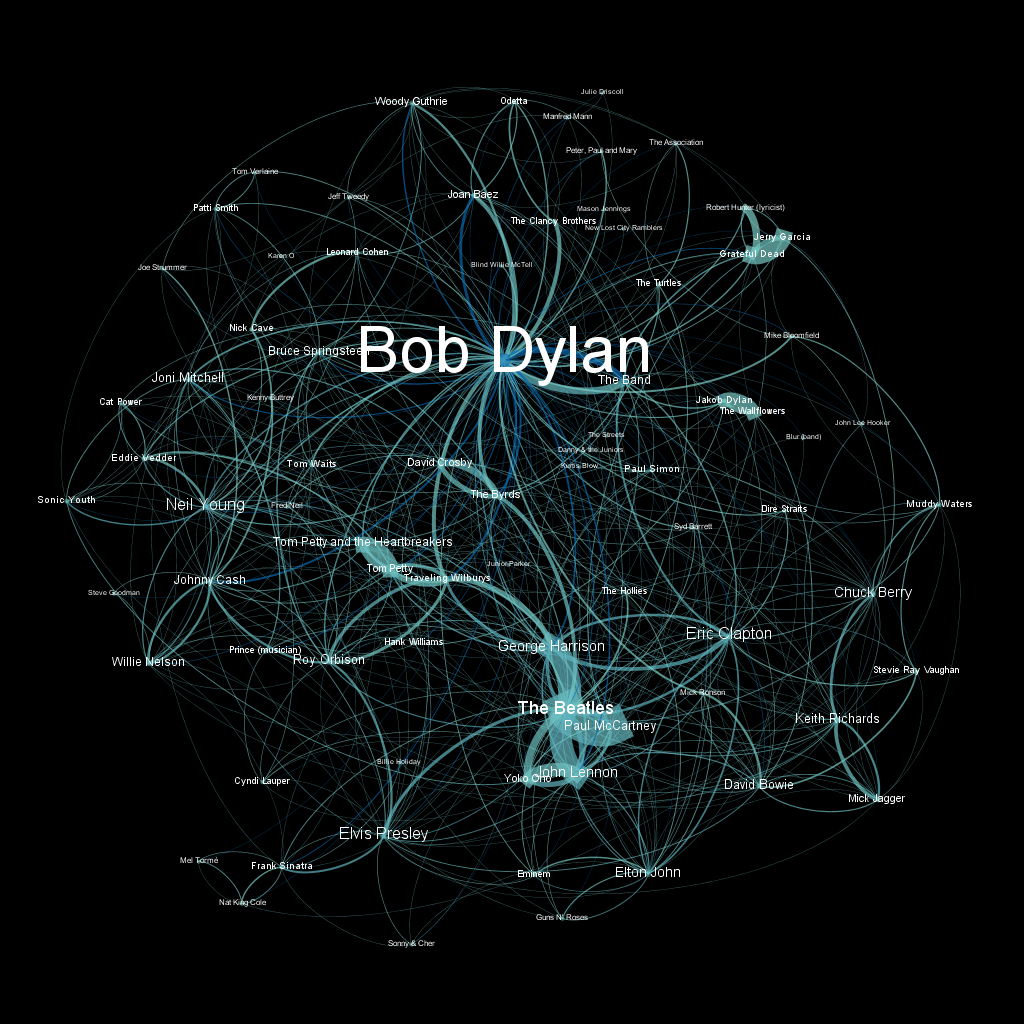 Julie Driscoll
Woody Guthrie
Odetta
Manfred Mann
The Association
Peter, Paul and Mary
Tom Verlaine
Jeff Tweedy
Joan Baez
Patti Smith
Mason Jennings
Robert Hunter (lyricist)
The Clancy Brothers
New Lost City Ramblers
Jerry Garcia
Leonard Cohen
Karen O
Grateful Dead
Joe Strummer
Blind Willie McTell
The Turtles
Nick Cave
Mike Bloomfield
Bruce Springsteen
Bob Dylan
Joni Mitchell
The Band
Kenny Buttrey
Cat Power
Jakob Dylan
The Wallflowers
John Lee Hooker
The Streets
Blur (band)
Danny & the Juniors
Eddie Vedder
Tom Waits
David Crosby
Kurtis Blow
Paul Simon
Sonic Youth
The Byrds
Neil Young
Fred Neil
Muddy Waters
Dire Straits
Syd Barrett
Tom Petty and the Heartbreakers
Junior Parker
Tom Petty
Traveling Wilburys
Johnny Cash
Steve Goodman
The Hollies
Chuck Berry
Eric Clapton
Hank Williams
George Harrison
Prince (musician)
Roy Orbison
Willie Nelson
Stevie Ray Vaughan
Mick Ronson
The Beatles
Paul McCartney
Keith Richards
Billie Holiday
Yoko Ono
John Lennon
Cyndi Lauper
David Bowie
Mick Jagger
Elvis Presley
Mel Tormé
Frank Sinatra
Eminem
Elton John
Nat King Cole
Guns N' Roses
Sonny & Cher